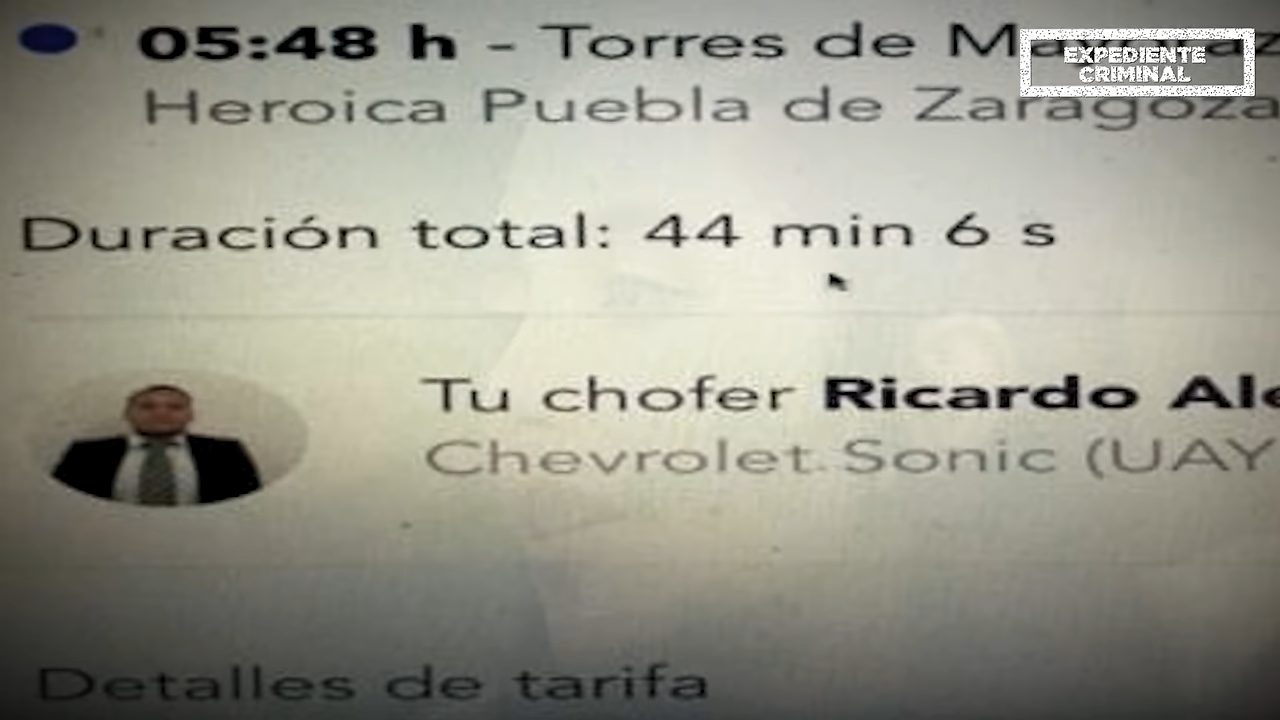 05:48 h - Torres de
EXPEDIENTE
CRIMINAL
Heroica Puebla de Zaragoza
Duración total: 44 min 6 s
Tu chofer Ricardo
Chevrolet Sonic (UAY
Detalles de tarifa